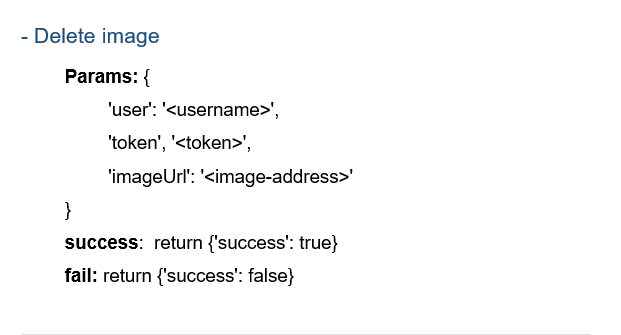 - Delete image
Params: {
'user': '<username>',
'token', '<token>',
'imageUrl': '<image-address>'
}
success:  return {'success': true}
fail: return {'success': false}